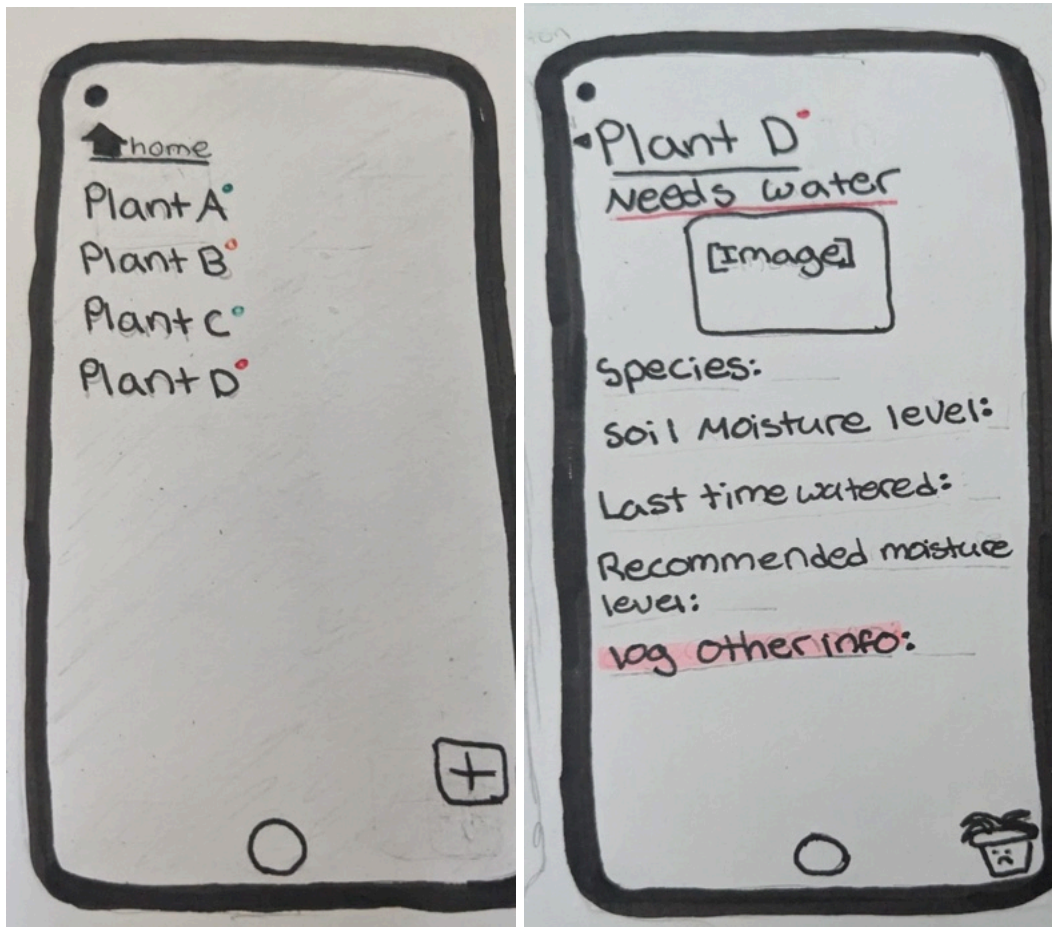 home
Plant A
Plant B
Plant C
Plant D
Plant D
Needs water
[Image]
Species:
Soil Moisture level:
Last time watered:
Recommended moisture
level:
log other info: